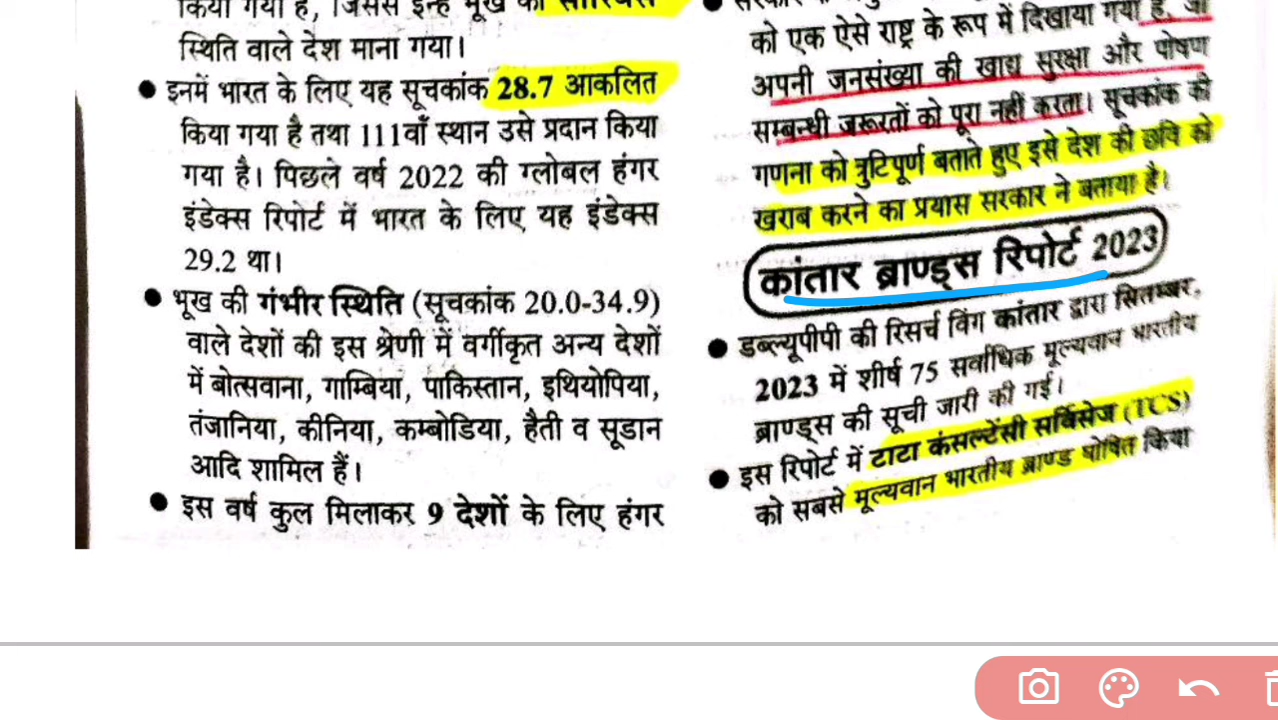 किया गया है, जिससे इन्हें भूख की
स्थिति वाले देश माना गया।
● इनमें भारत के लिए यह सूचकांक 28.7 आकलित
किया गया है तथा 111वाँ स्थान उसे प्रदान किया
गया है। पिछले वर्ष 2022 की ग्लोबल हंगर
इंडेक्स रिपोर्ट में भारत के लिए यह इंडेक्स
29.2 था।
● भूख की गंभीर स्थिति (सूचकांक 20.0-34.9)
वाले देशों की इस श्रेणी में वर्गीकृत अन्य देशों
में बोत्सवाना, गाम्बिया, पाकिस्तान, इथियोपिया,
तंजानिया, कीनिया, कम्बोडिया, हैती व सूडान
आदि शामिल हैं।
● इस वर्ष कुल मिलाकर 9 देशों के लिए हंगर
को एक ऐसे राष्ट्र के रूप में दिखाया गया है, जो
अपनी जनसंख्या की खाद्य सुरक्षा और पोषण
सम्बन्धी जरूरतों को पूरा नहीं करता। सूचकांक की
गणना को त्रुटिपूर्ण बताते हुए इसे देश की छवि को
खराब करने का प्रयास सरकार ने बताया है।
कांतार ब्राण्ड्स रिपोर्ट 2023
● डब्ल्यूपीपी की रिसर्च विंग कांतार द्वारा सितम्बर,
2023 में शीर्ष 75 सर्वाधिक मूल्यवान भारतीय
ब्राण्ड्स की सूची जारी की गई।
● इस रिपोर्ट में टाटा कंसल्टेंसी सर्विसेज (TCS)
को सबसे मूल्यवान भारतीय ब्राण्ड घोषित किया